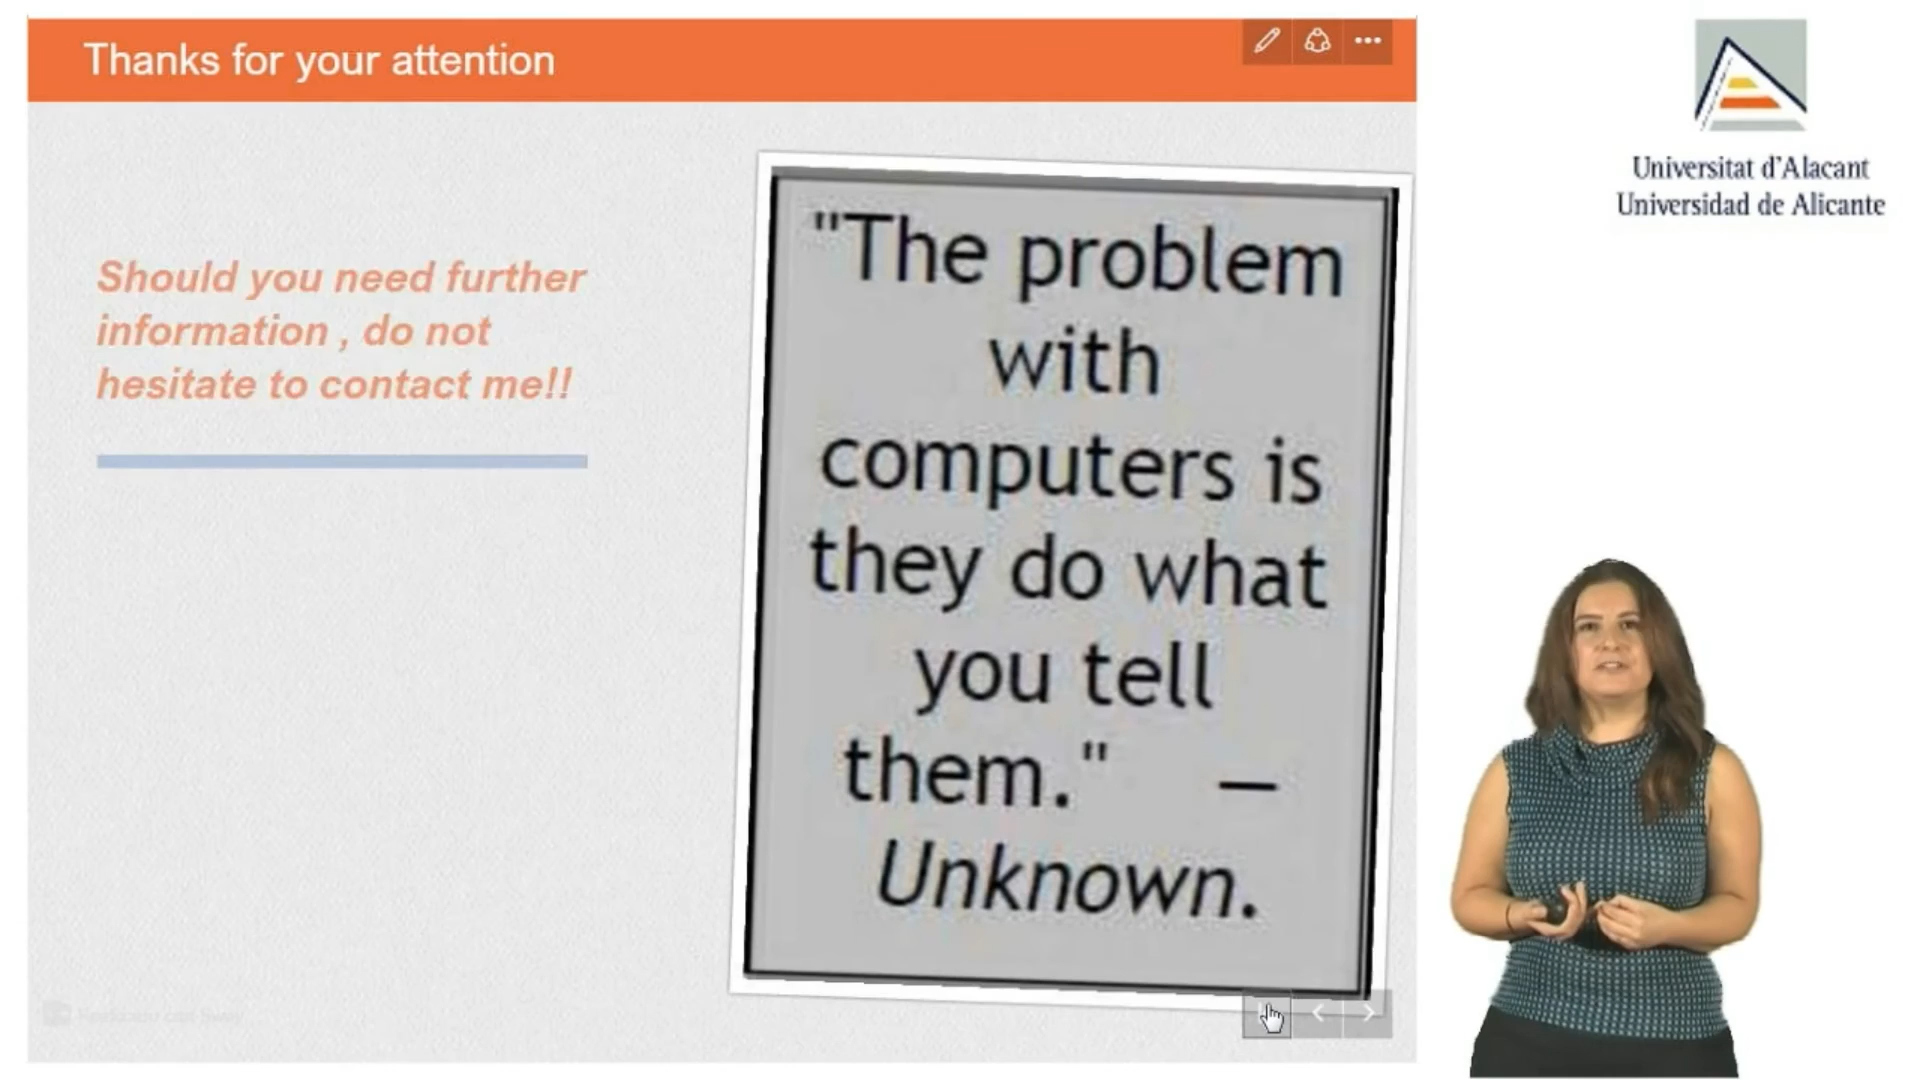 Thanks for your attention
Should you need further
information , do not
hesitate to contact me!!
"The problem
with
computers is
they do what
you tell
them." —
Unknown.
Universitat d'Alacant
Universidad de Alicante